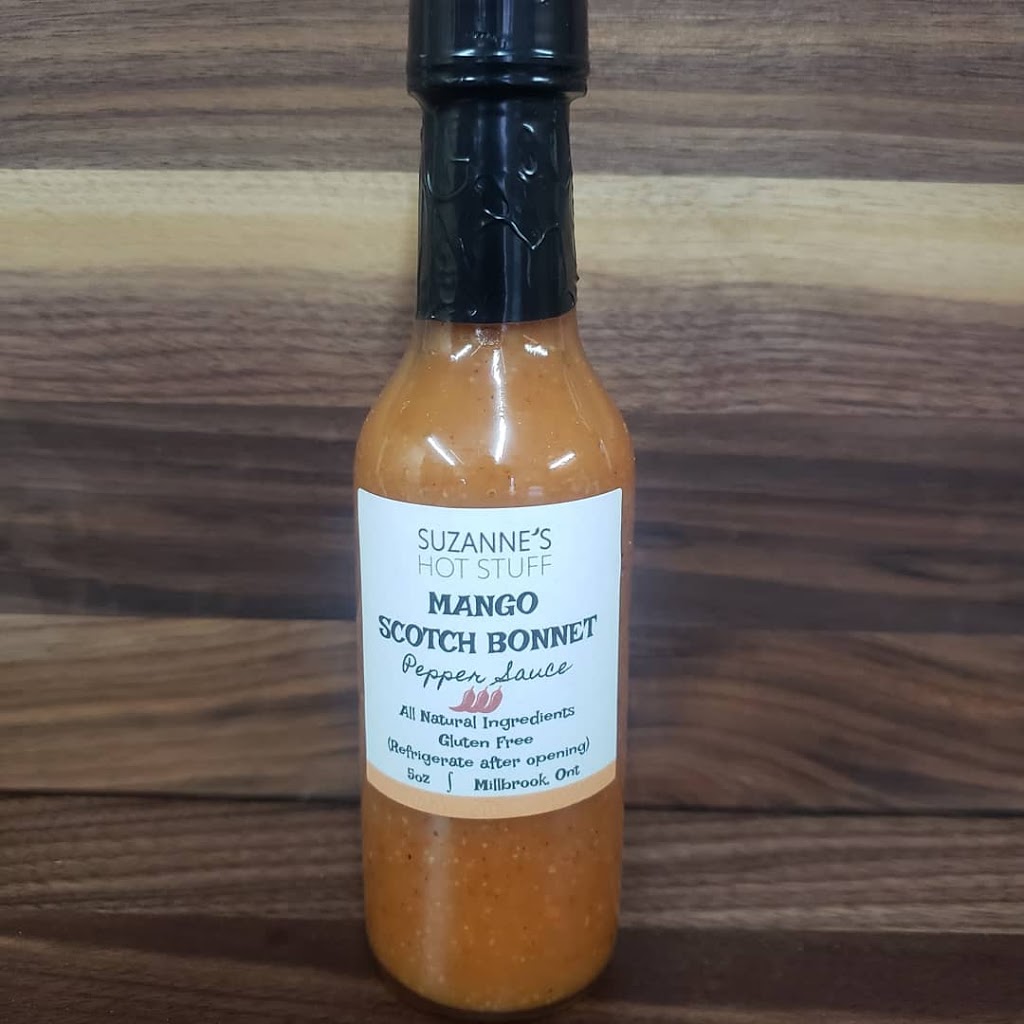 SUZANNE'S
HOT STUFF
MANGO
SCOTCH BONNET
Pepper Sauce
All Natural Ingredients
Gluten Free
(Refrigerate after opening)
5oz ∫ Millbrook, Ont